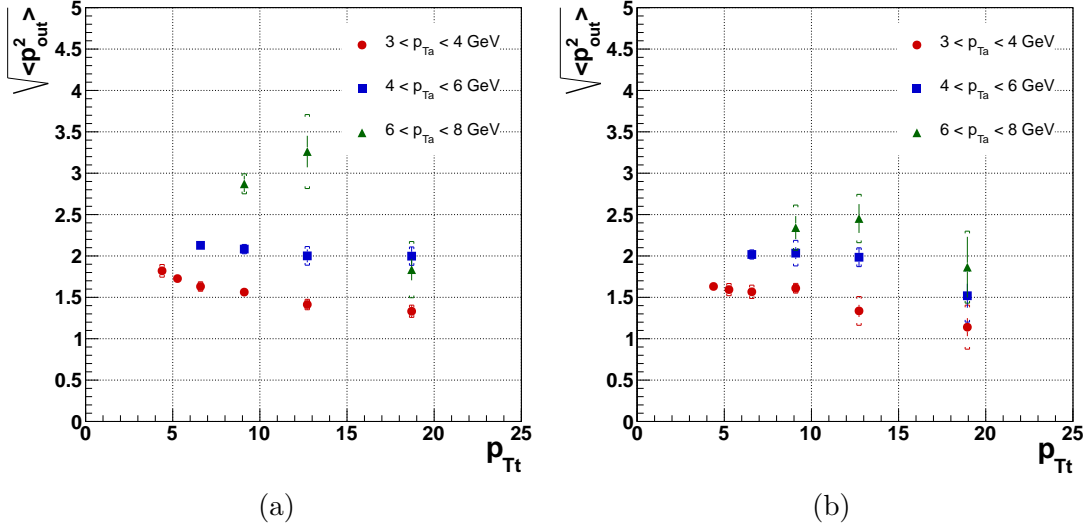 √<p²out>
5
4.5
4
3.5
3
2.5
2
1.5
1
0.5
0
0 5 10 15 20 25
pTt
3 < pTa < 4 GeV
4 < pTa < 6 GeV
6 < pTa < 8 GeV
(a)
√<p²out>
5
4.5
4
3.5
3
2.5
2
1.5
1
0.5
0
0 5 10 15 20 25
pTt
3 < pTa < 4 GeV
4 < pTa < 6 GeV
6 < pTa < 8 GeV
(b)